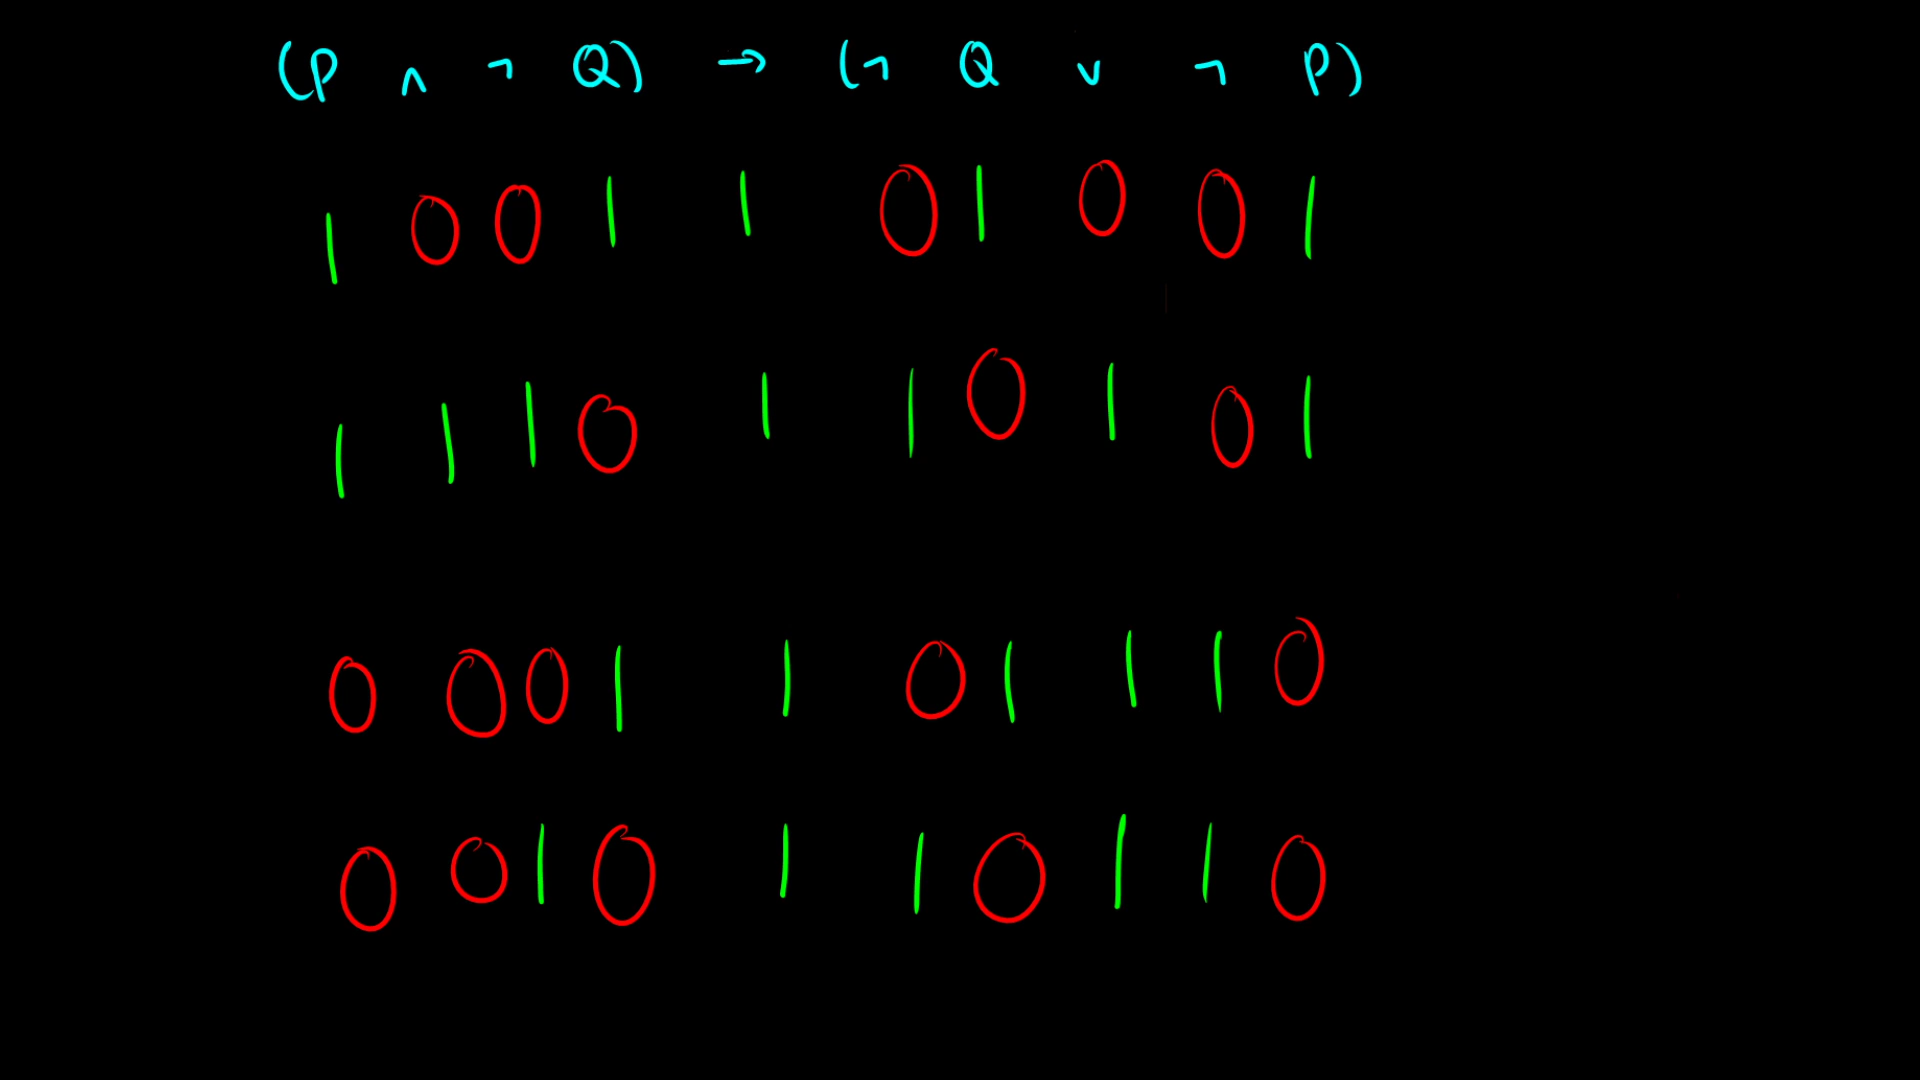 (P ∧ ¬ Q) → (¬ Q ∨ ¬ P)
1 0 0 1 1 0 1 0 0 1
1 1 1 0 1 1 0 1 0 1
0 0 0 1 1 0 1 1 1 0
0 0 1 0 1 1 0 1 1 0